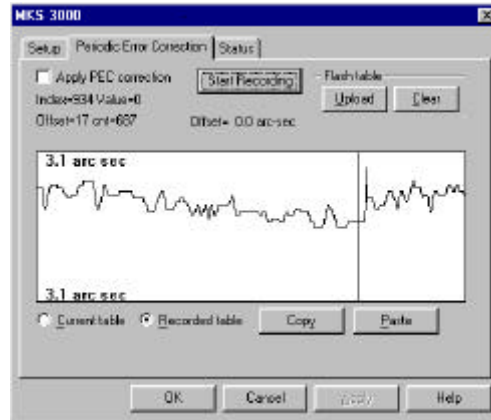 MKS 3000
Setup Periodic Error Correction Status
Apply PEC correction Start Recording Flash table
Index=934 Value=0 Upload Clear
Offset=17 cnt=687 Offset= 0.0 arc-sec
3.1 arc sec
3.1 arc sec
Current table Recorded table Copy Paste
OK Cancel Apply Help